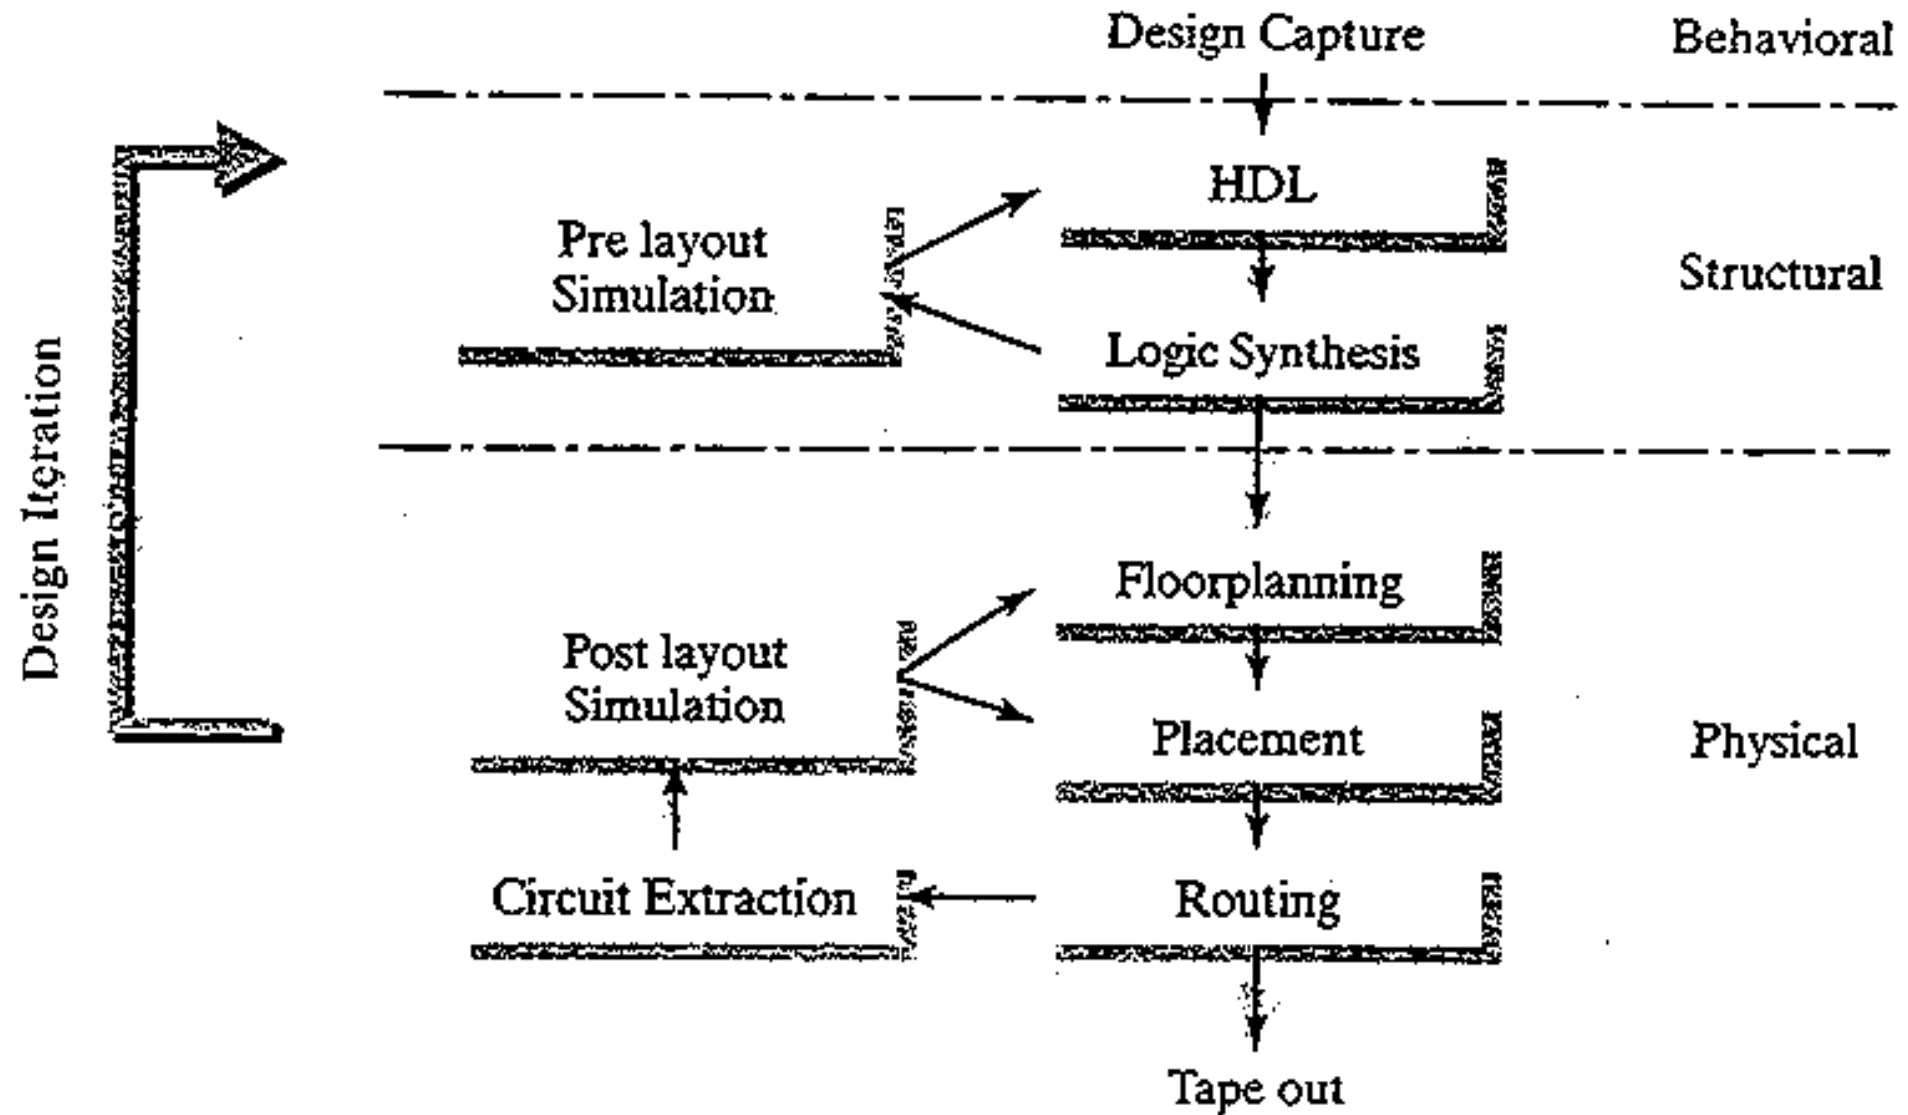 Design Capture
Behavioral
HDL
Pre layout
Simulation
Structural
Logic Synthesis
Design Iteration
Floorplanning
Post layout
Simulation
Placement
Physical
Circuit Extraction
Routing
Tape out